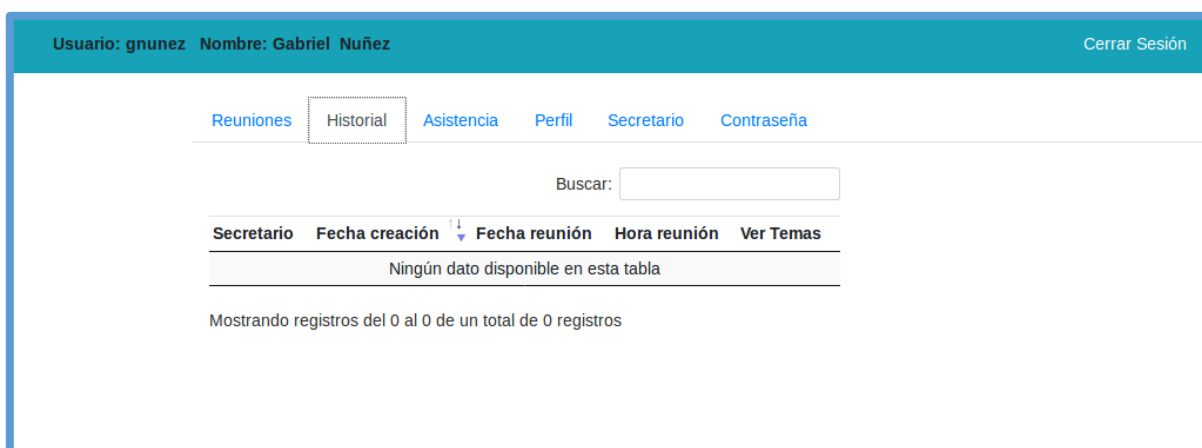 Usuario: gnunez Nombre: Gabriel Nuñez Cerrar Sesión
Reuniones Historial Asistencia Perfil Secretario Contraseña
Buscar:
Secretario Fecha creación Fecha reunión Hora reunión Ver Temas
Ningún dato disponible en esta tabla
Mostrando registros del 0 al 0 de un total de 0 registros